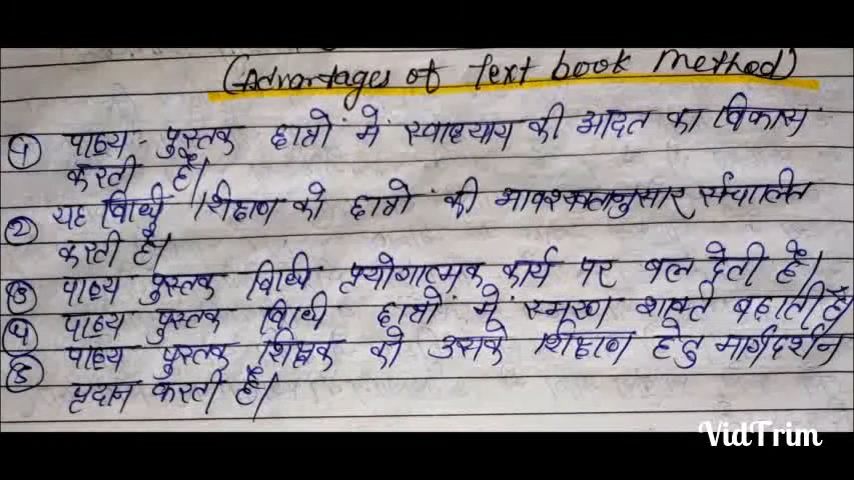 (Advantages of Text book Method)
① पाठ्य - पुस्तक छात्रों में स्वाध्याय की आदत का विकास
करती है।
② यह विधि शिक्षण को छात्रों की आवश्कतानुसार संचालित
करती है।
③ पाठ्य पुस्तक विधि प्रयोगात्मक कार्य पर बल देती है।
④ पाठ्य पुस्तक विधि छात्रों में स्मरण शक्ति बढ़ाती है।
⑤ पाठ्य पुस्तक शिक्षक को उसके शिक्षण हेतु मार्गदर्शन
प्रदान करती है।
VidTrim